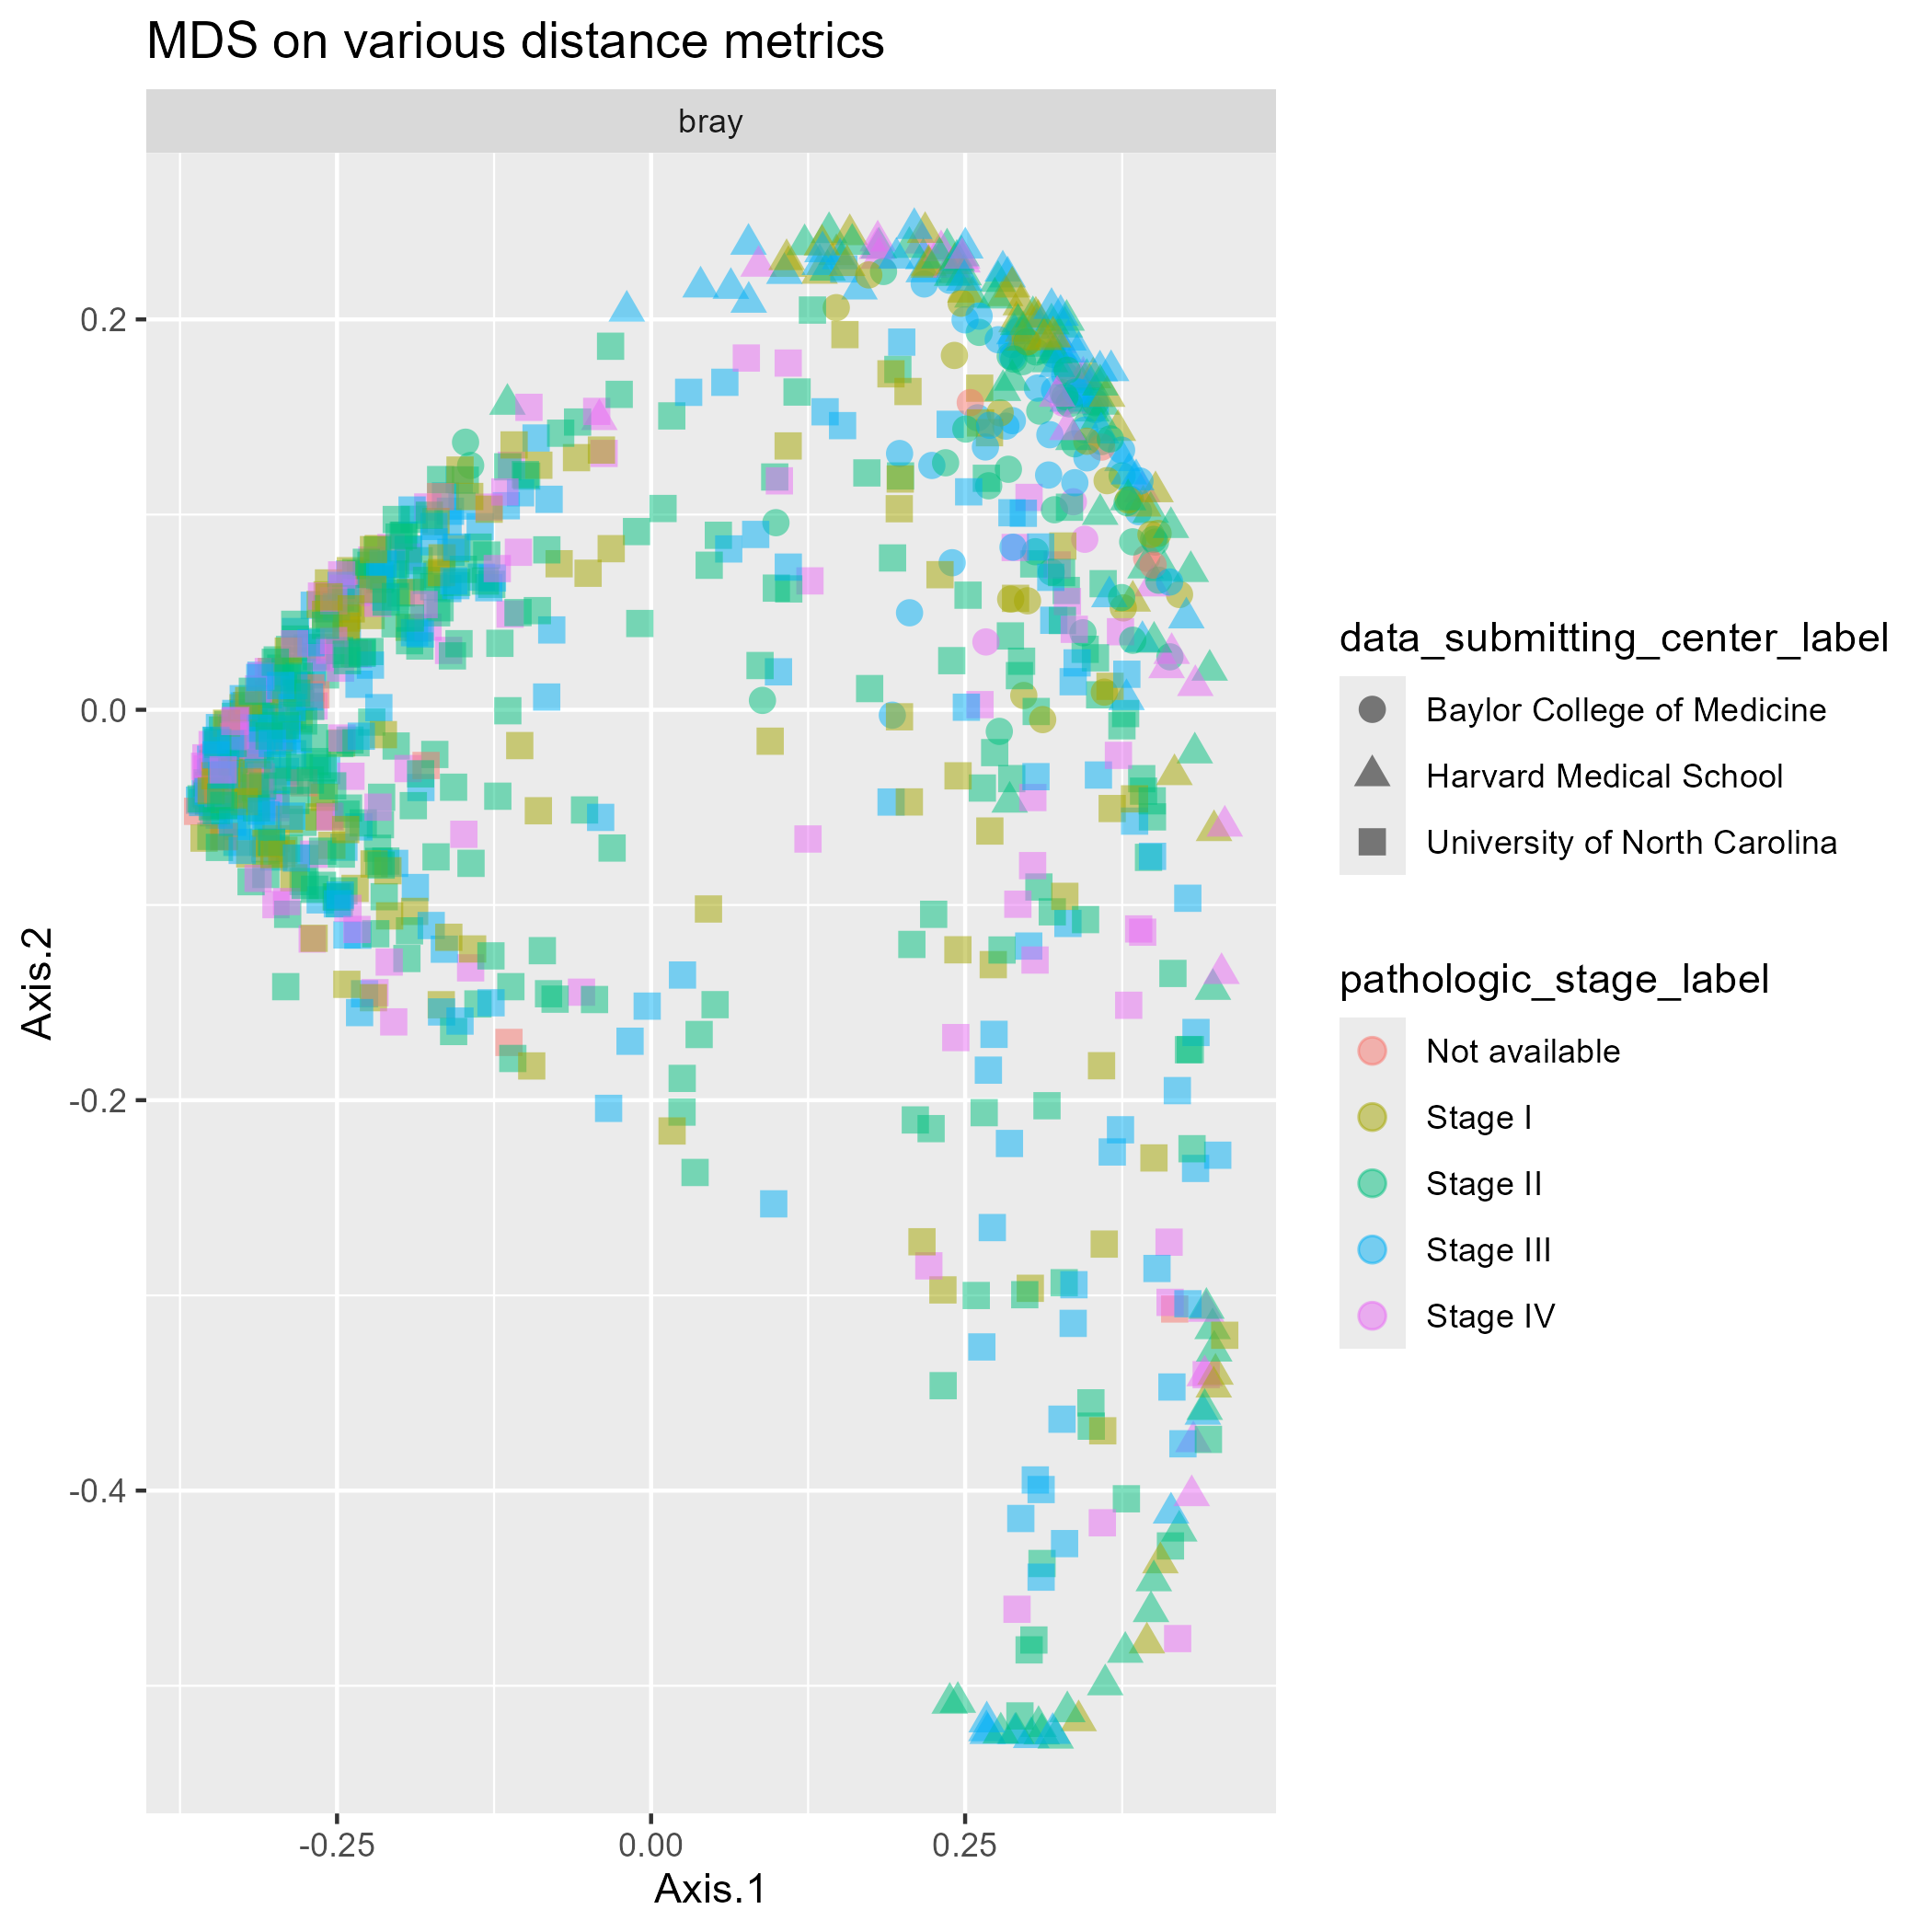 MDS on various distance metrics
bray
0.2
0.0
-0.2
-0.4
Axis.2
-0.25
0.00
0.25
Axis.1
data_submitting_center_label
Baylor College of Medicine
Harvard Medical School
University of North Carolina
pathologic_stage_label
Not available
Stage I
Stage II
Stage III
Stage IV